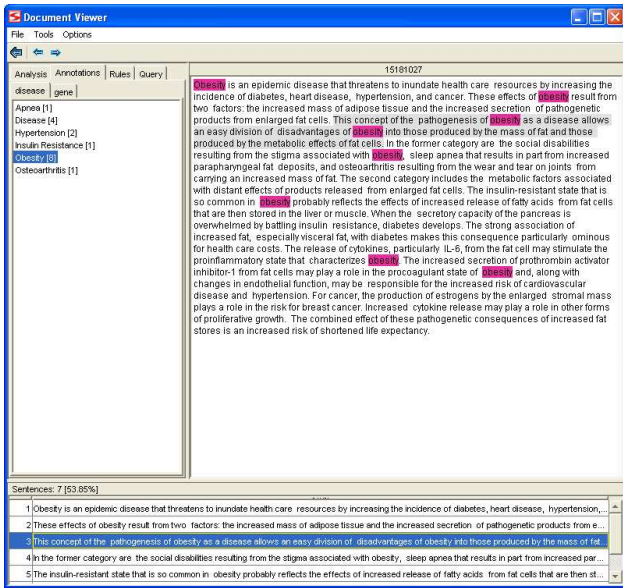 Document Viewer
File Tools Options
Analysis Annotations Rules Query
disease gene
Apnea [1]
Disease [4]
Hypertension [2]
Insulin Resistance [1]
Obesity [8]
Osteoarthritis [1]
15181027
Obesity is an epidemic disease that threatens to inundate health care resources by increasing the
incidence of diabetes, heart disease, hypertension, and cancer. These effects of obesity result from
two factors: the increased mass of adipose tissue and the increased secretion of pathogenetic
products from enlarged fat cells. This concept of the pathogenesis of obesity as a disease allows
an easy division of disadvantages of obesity into those produced by the mass of fat and those
produced by the metabolic effects of fat cells. In the former category are the social disabilities
resulting from the stigma associated with obesity, sleep apnea that results in part from increased
parapharyngeal fat deposits, and osteoarthritis resulting from the wear and tear on joints from
carrying an increased mass of fat. The second category includes the metabolic factors associated
with distant effects of products released from enlarged fat cells. The insulin-resistant state that is
so common in obesity probably reflects the effects of increased release of fatty acids from fat cells
that are then stored in the liver or muscle. When the secretory capacity of the pancreas is
overwhelmed by battling insulin resistance, diabetes develops. The strong association of
increased fat, especially visceral fat, with diabetes makes this consequence particularly ominous
for health care costs. The release of cytokines, particularly IL-6, from the fat cell may stimulate the
proinflammatory state that characterizes obesity. The increased secretion of prothrombin activator
inhibitor-1 from fat cells may play a role in the procoagulant state of obesity and, along with
changes in endothelial function, may be responsible for the increased risk of cardiovascular
disease and hypertension. For cancer, the production of estrogens by the enlarged stromal mass
plays a role in the risk for breast cancer. Increased cytokine release may play a role in other forms
of proliferative growth. The combined effect of these pathogenetic consequences of increased fat
stores is an increased risk of shortened life expectancy.
Sentences: 7 [53.85%]
1 Obesity is an epidemic disease that threatens to inundate health care resources by increasing the incidence of diabetes, heart disease, hypertension,...
2 These effects of obesity result from two factors: the increased mass of adipose tissue and the increased secretion of pathogenetic products from e...
3 This concept of the pathogenesis of obesity as a disease allows an easy division of disadvantages of obesity into those produced by the mass of fat...
4 In the former category are the social disabilities resulting from the stigma associated with obesity, sleep apnea that results in part from increased par...
5 The insulin-resistant state that is so common in obesity probably reflects the effects of increased release of fatty acids from fat cells that are then st...